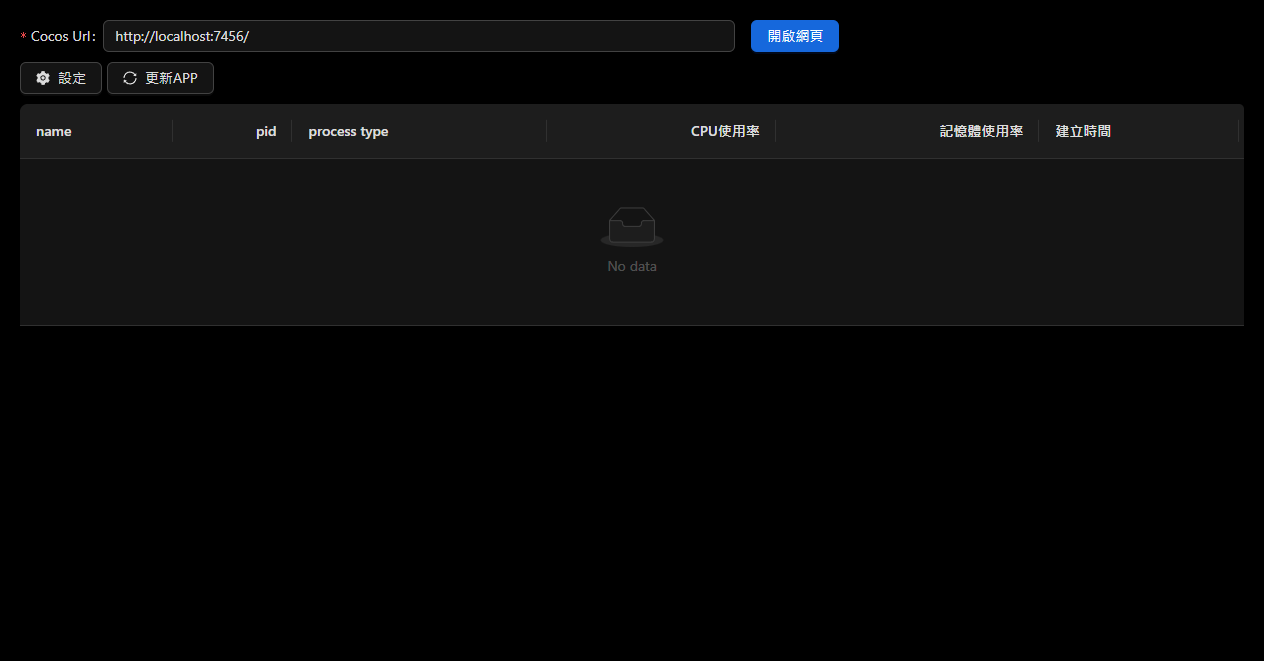 * Cocos Url: http://localhost:7456/ 開啟網頁
設定 更新APP
name pid process type CPU使用率 記憶體使用率 建立時間
No data